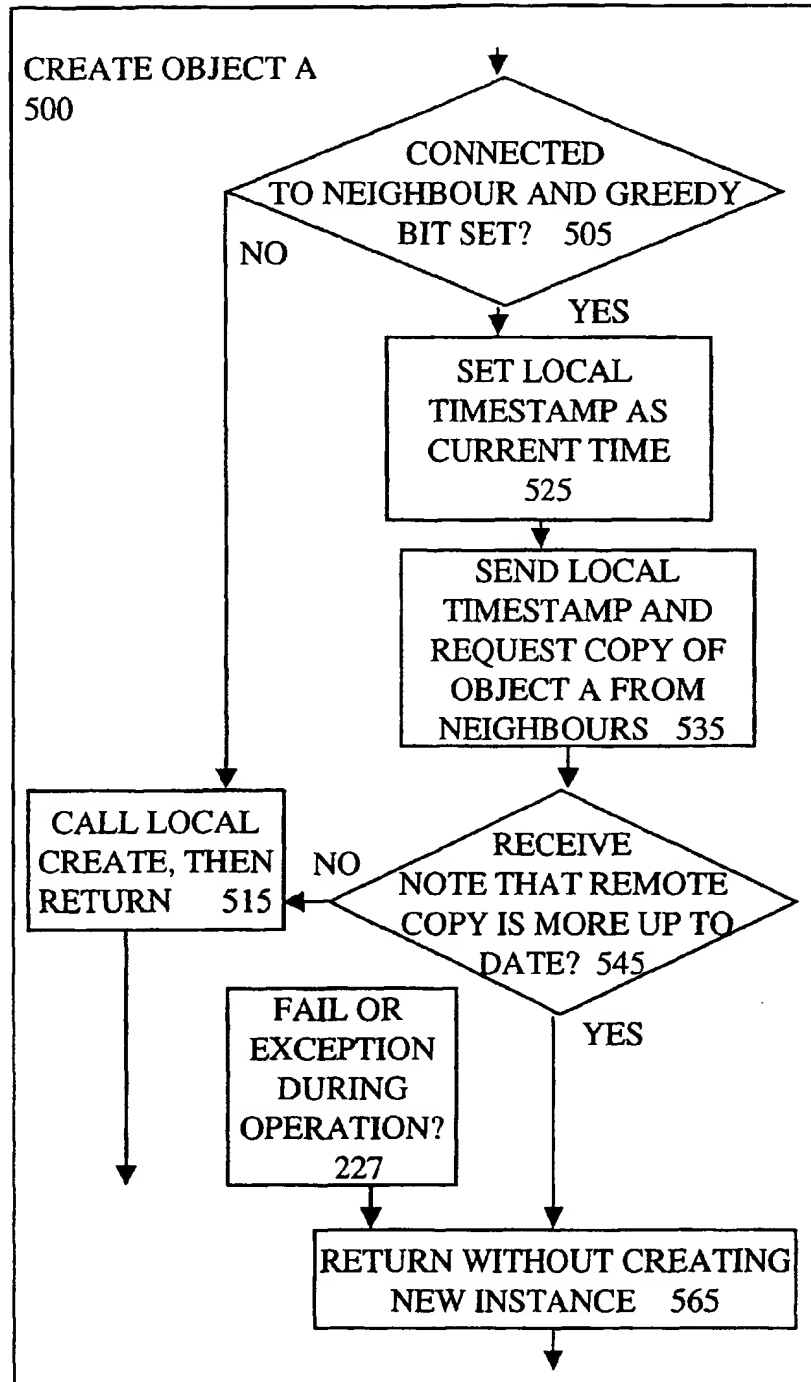 CREATE OBJECT A
500
CONNECTED
TO NEIGHBOUR AND GREEDY
BIT SET? 505
NO
YES
SET LOCAL
TIMESTAMP AS
CURRENT TIME
525
SEND LOCAL
TIMESTAMP AND
REQUEST COPY OF
OBJECT A FROM
NEIGHBOURS 535
CALL LOCAL
CREATE, THEN
RETURN 515
NO
RECEIVE
NOTE THAT REMOTE
COPY IS MORE UP TO
DATE? 545
YES
FAIL OR
EXCEPTION
DURING
OPERATION?
227
RETURN WITHOUT CREATING
NEW INSTANCE 565